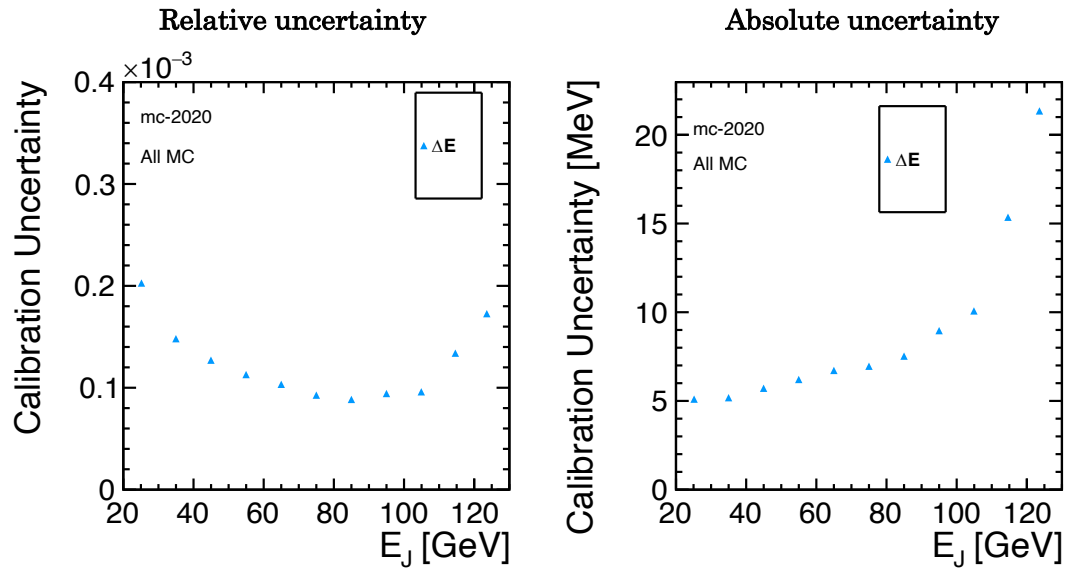 Relative uncertainty
×10⁻³
Calibration Uncertainty
0.4
0.3
0.2
0.1
0
mc-2020
All MC
ΔE
20 40 60 80 100 120
E_J [GeV]
Absolute uncertainty
Calibration Uncertainty [MeV]
20
15
10
5
0
mc-2020
All MC
ΔE
20 40 60 80 100 120
E_J [GeV]